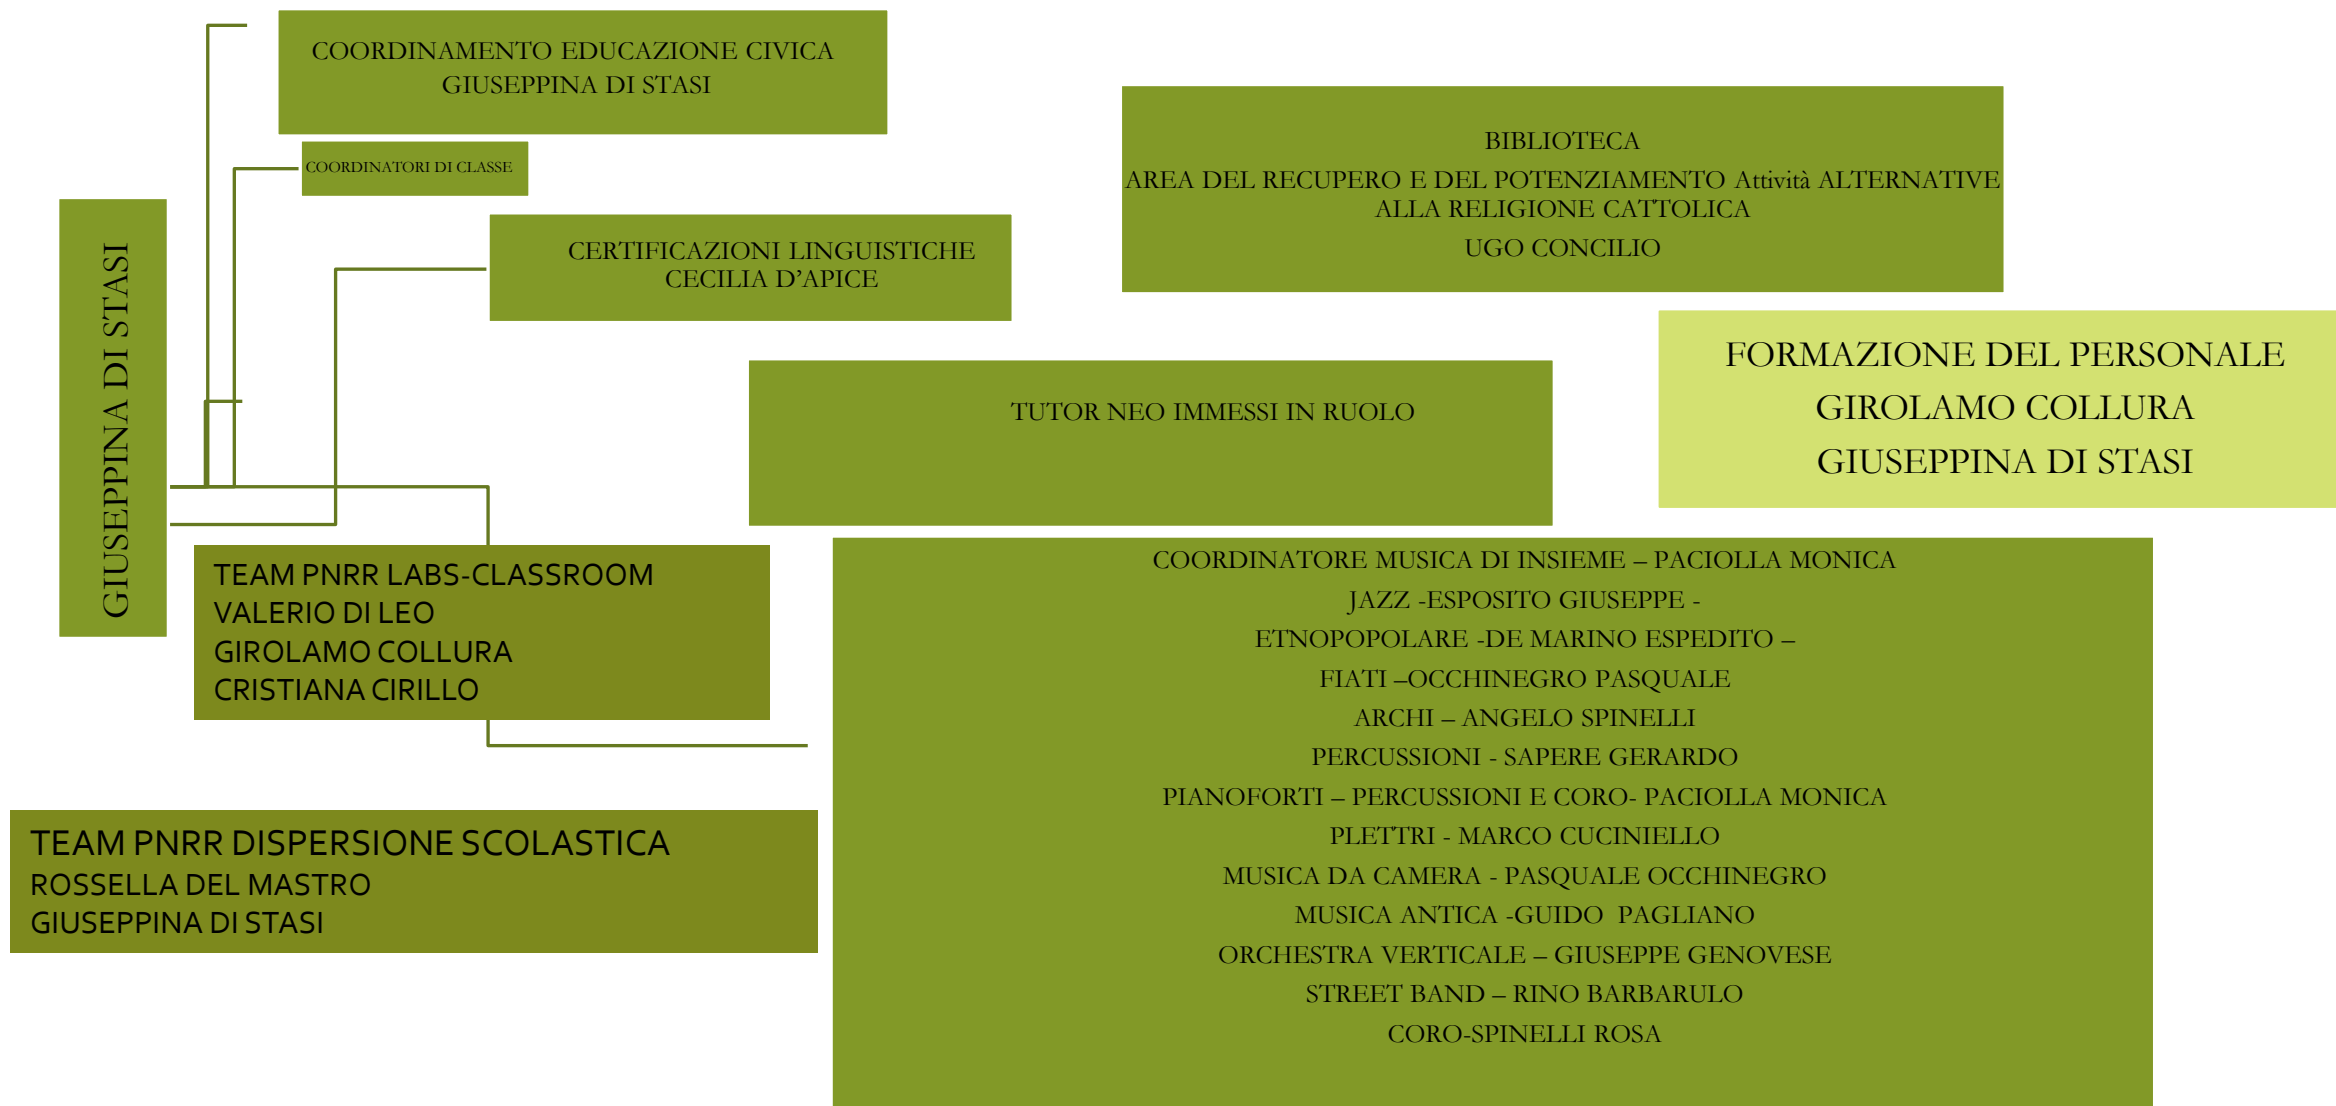 COORDINAMENTO EDUCAZIONE CIVICA
GIUSEPPINA DI STASI
COORDINATORI DI CLASSE
GIUSEPPINA DI STASI
CERTIFICAZIONI LINGUISTICHE
CECILIA D'APICE
BIBLIOTECA
AREA DEL RECUPERO E DEL POTENZIAMENTO Attività ALTERNATIVE
ALLA RELIGIONE CATTOLICA
UGO CONCILIO
FORMAZIONE DEL PERSONALE
GIROLAMO COLLURA
GIUSEPPINA DI STASI
TUTOR NEO IMMESSI IN RUOLO
TEAM PNRR LABS-CLASSROOM
VALERIO DI LEO
GIROLAMO COLLURA
CRISTIANA CIRILLO
TEAM PNRR DISPERSIONE SCOLASTICA
ROSSELLA DEL MASTRO
GIUSEPPINA DI STASI
COORDINATORE MUSICA DI INSIEME – PACIOLLA MONICA
JAZZ -ESPOSITO GIUSEPPE -
ETNOPOPOLARE -DE MARINO ESPEDITO –
FIATI –OCCHINEGRO PASQUALE
ARCHI – ANGELO SPINELLI
PERCUSSIONI - SAPERE GERARDO
PIANOFORTI – PERCUSSIONI E CORO- PACIOLLA MONICA
PLETTRI - MARCO CUCINIELLO
MUSICA DA CAMERA - PASQUALE OCCHINEGRO
MUSICA ANTICA -GUIDO  PAGLIANO
ORCHESTRA VERTICALE – GIUSEPPE GENOVESE
STREET BAND – RINO BARBARULO
CORO-SPINELLI ROSA